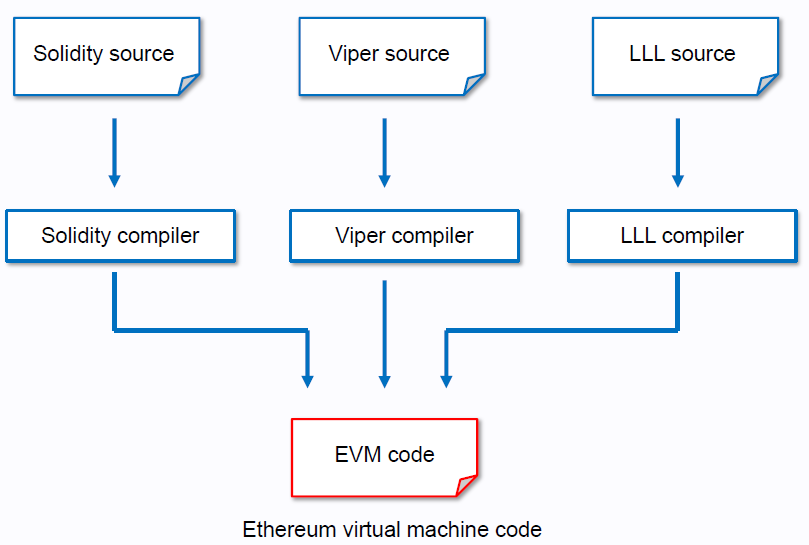 Solidity source
Viper source
LLL source
Solidity compiler
Viper compiler
LLL compiler
EVM code
Ethereum virtual machine code